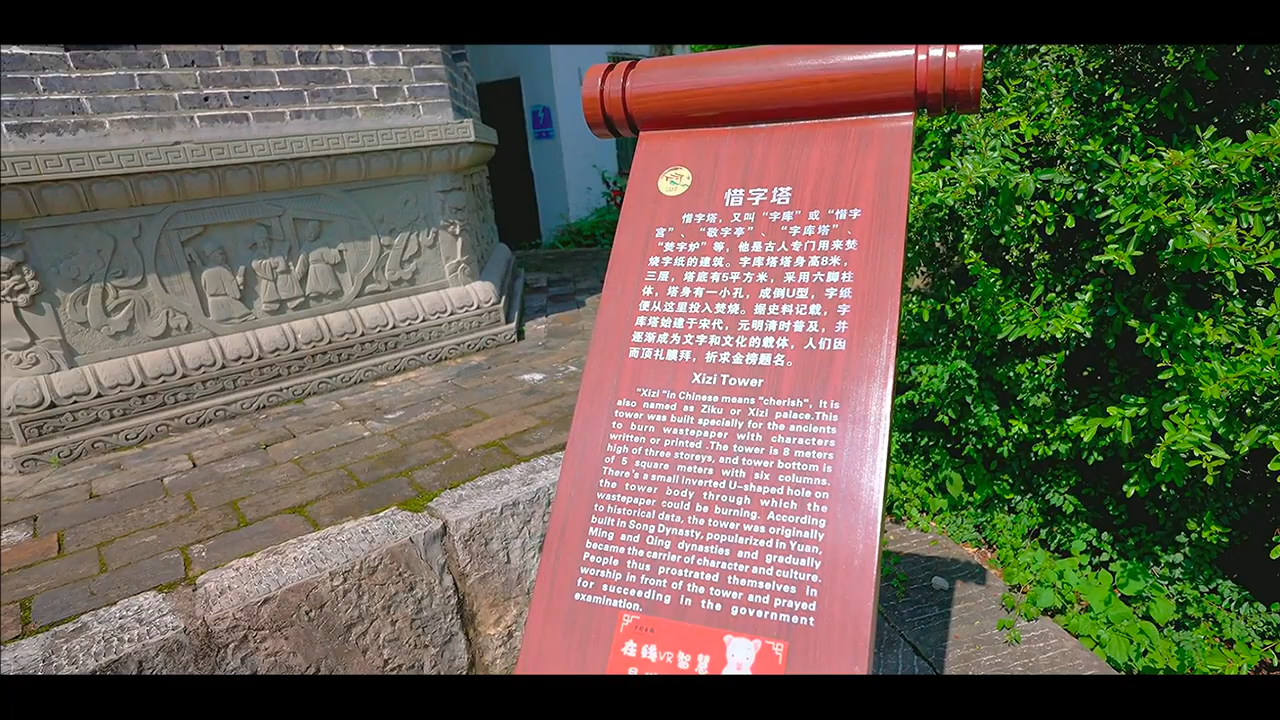 惜字塔
惜字塔，又叫“字库”或“惜字
宫”、“敬字亭”、“字库塔”、
“焚字炉”等，他是古人专门用来焚
烧字纸的建筑。字库塔塔身高8米，
三层，塔底有5平方米，采用六脚柱
体，塔身有一小孔，成倒U型，字纸
便从这里投入焚烧。据史料记载，字
库塔始建于宋代，元明清时普及，并
逐渐成为文字和文化的载体，人们因
而顶礼膜拜，祈求金榜题名。
Xizi Tower
"Xizi "in Chinese means "cherish", It is
also named as Ziku or Xizi palace.This
tower was built specially for the ancients
to burn wastepaper with characters
written or printed .The tower is 8 meters
high of three storeys, and tower bottom is
of 5 square meters with six columns.
There's a small inverted U-shaped hole on
the tower body through which the
wastepaper could be burning. According
to historical data, the tower was originally
built in Song Dynasty, popularized in Yuan,
Ming and Qing dynasties and gradually
became the carrier of character and culture.
People thus prostrated themselves in
worship in front of the tower and prayed
for succeeding in the government
examination.
在线VR智慧